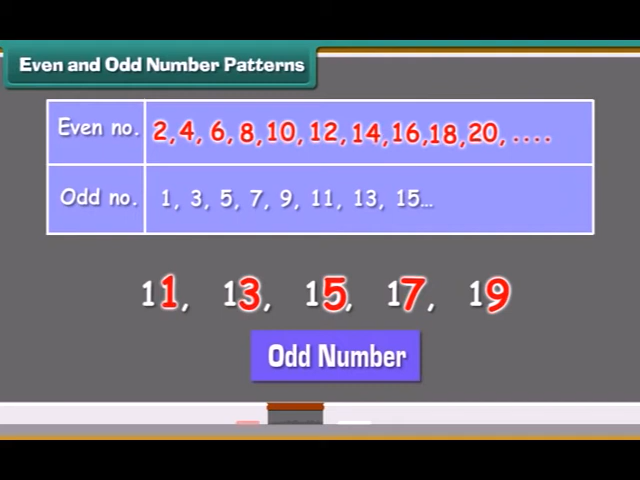 Even and Odd Number Patterns
Even no. 2, 4, 6, 8, 10, 12, 14, 16, 18, 20, ....
Odd no. 1, 3, 5, 7, 9, 11, 13, 15...
11, 13, 15, 17, 19
Odd Number